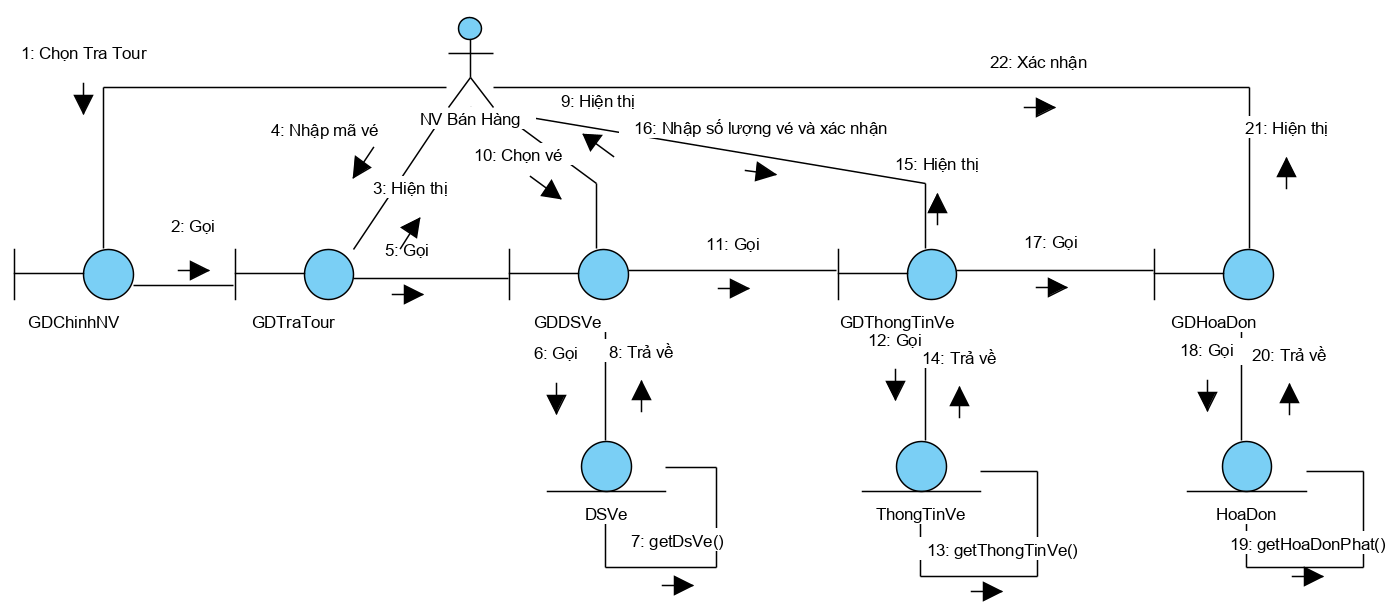 1: Chọn Tra Tour
22: Xác nhận
9: Hiện thị
NV Bán Hàng
4: Nhập mã vé
16: Nhập số lượng vé và xác nhận
21: Hiện thị
10: Chọn vé
15: Hiện thị
3: Hiện thị
2: Gọi
5: Gọi
11: Gọi
17: Gọi
GDChinhNV
GDTraTour
GDDSVe
GDThongTinVe
GDHoaDon
6: Gọi
8: Trả về
12: Gọi
14: Trả về
18: Gọi
20: Trả về
DSVe
ThongTinVe
HoaDon
7: getDsVe()
13: getThongTinVe()
19: getHoaDonPhat()